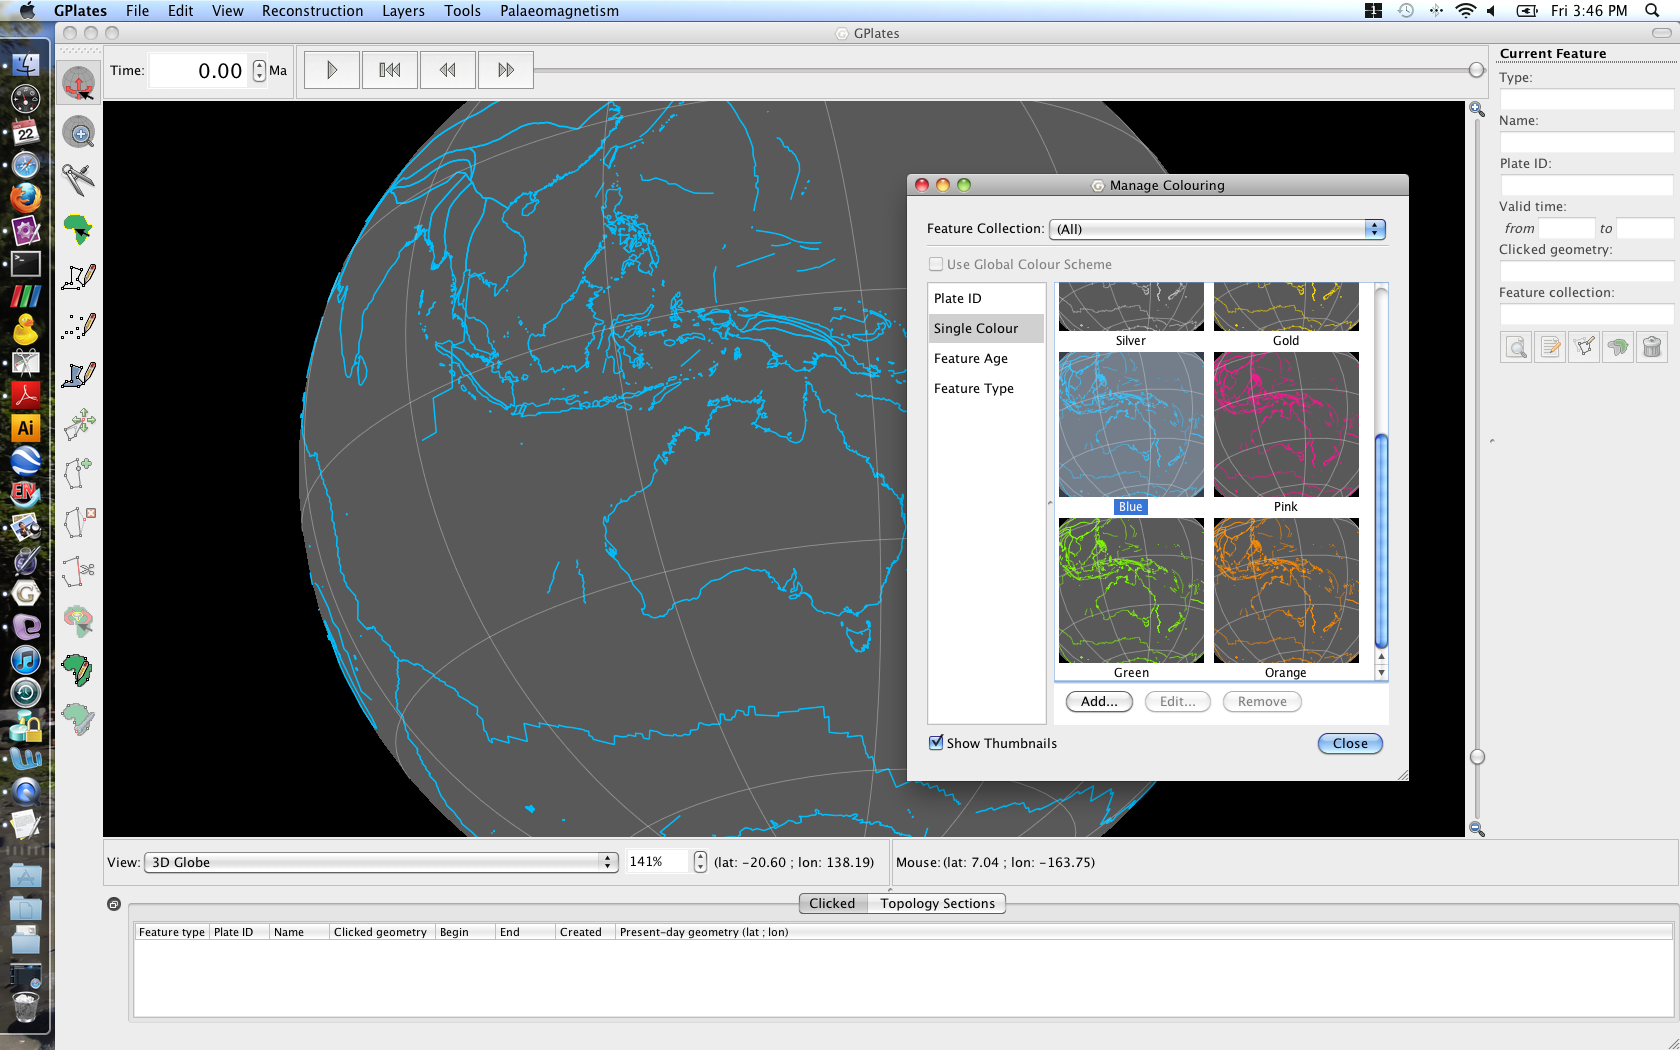 GPlates File Edit View Reconstruction Layers Tools Palaeomagnetism
Fri 3:46 PM
GPlates
Time: 0.00 Ma
Current Feature
Type:
Name:
Plate ID:
Valid time:
from to
Clicked geometry:
Feature collection:
Manage Colouring
Feature Collection: (All)
Use Global Colour Scheme
Plate ID
Single Colour
Feature Age
Feature Type
Silver Gold
Blue Pink
Green Orange
Add... Edit... Remove
Show Thumbnails
Close
22
Ai
EN
View: 3D Globe 141% (lat: -20.60 ; lon: 138.19) Mouse: (lat: 7.04 ; lon: -163.75)
Clicked Topology Sections
Feature type Plate ID Name Clicked geometry Begin End Created Present-day geometry (lat ; lon)